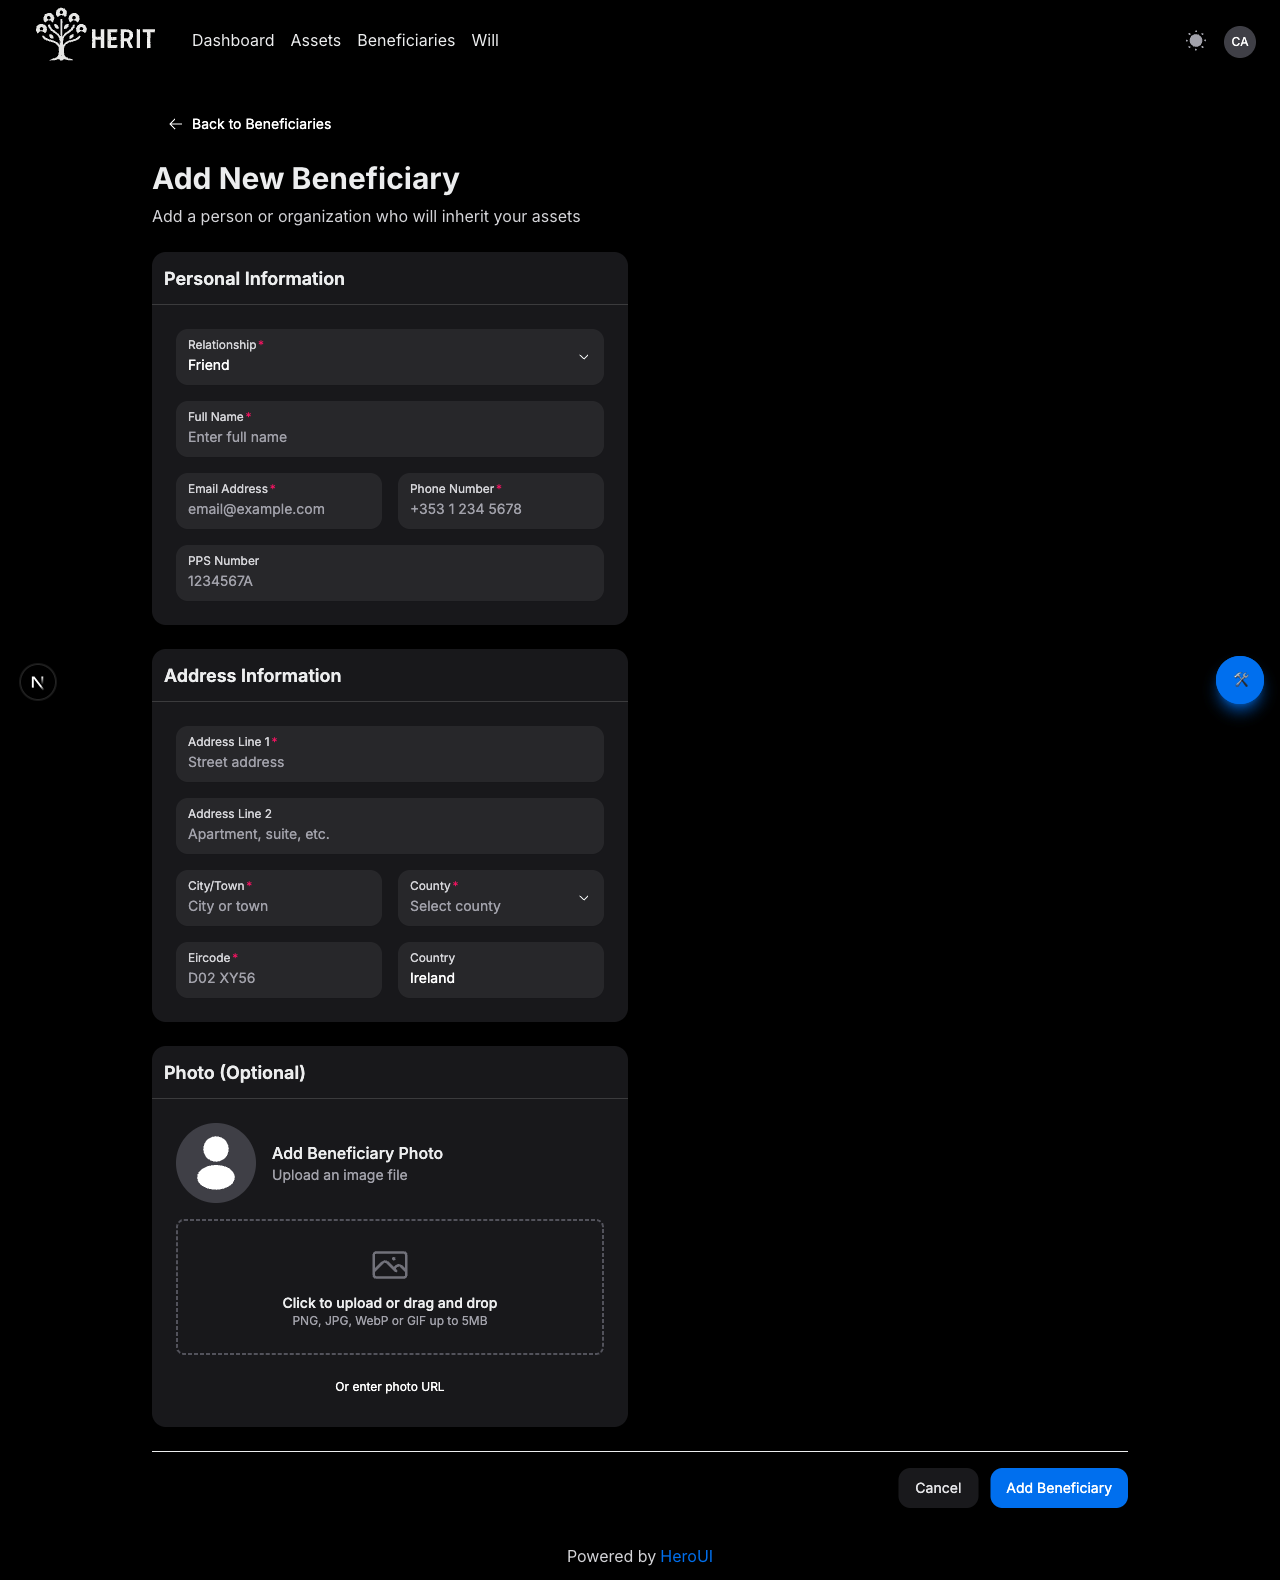 HERIT
Dashboard Assets Beneficiaries Will
CA
Back to Beneficiaries
Add New Beneficiary
Add a person or organization who will inherit your assets
Personal Information
Relationship*
Friend
Full Name*
Enter full name
Email Address*
email@example.com
Phone Number*
+353 1 234 5678
PPS Number
1234567A
N
Address Information
Address Line 1*
Street address
Address Line 2
Apartment, suite, etc.
City/Town*
City or town
County*
Select county
Eircode*
D02 XY56
Country
Ireland
Photo (Optional)
Add Beneficiary Photo
Upload an image file
Click to upload or drag and drop
PNG, JPG, WebP or GIF up to 5MB
Or enter photo URL
Cancel
Add Beneficiary
Powered by HeroUI